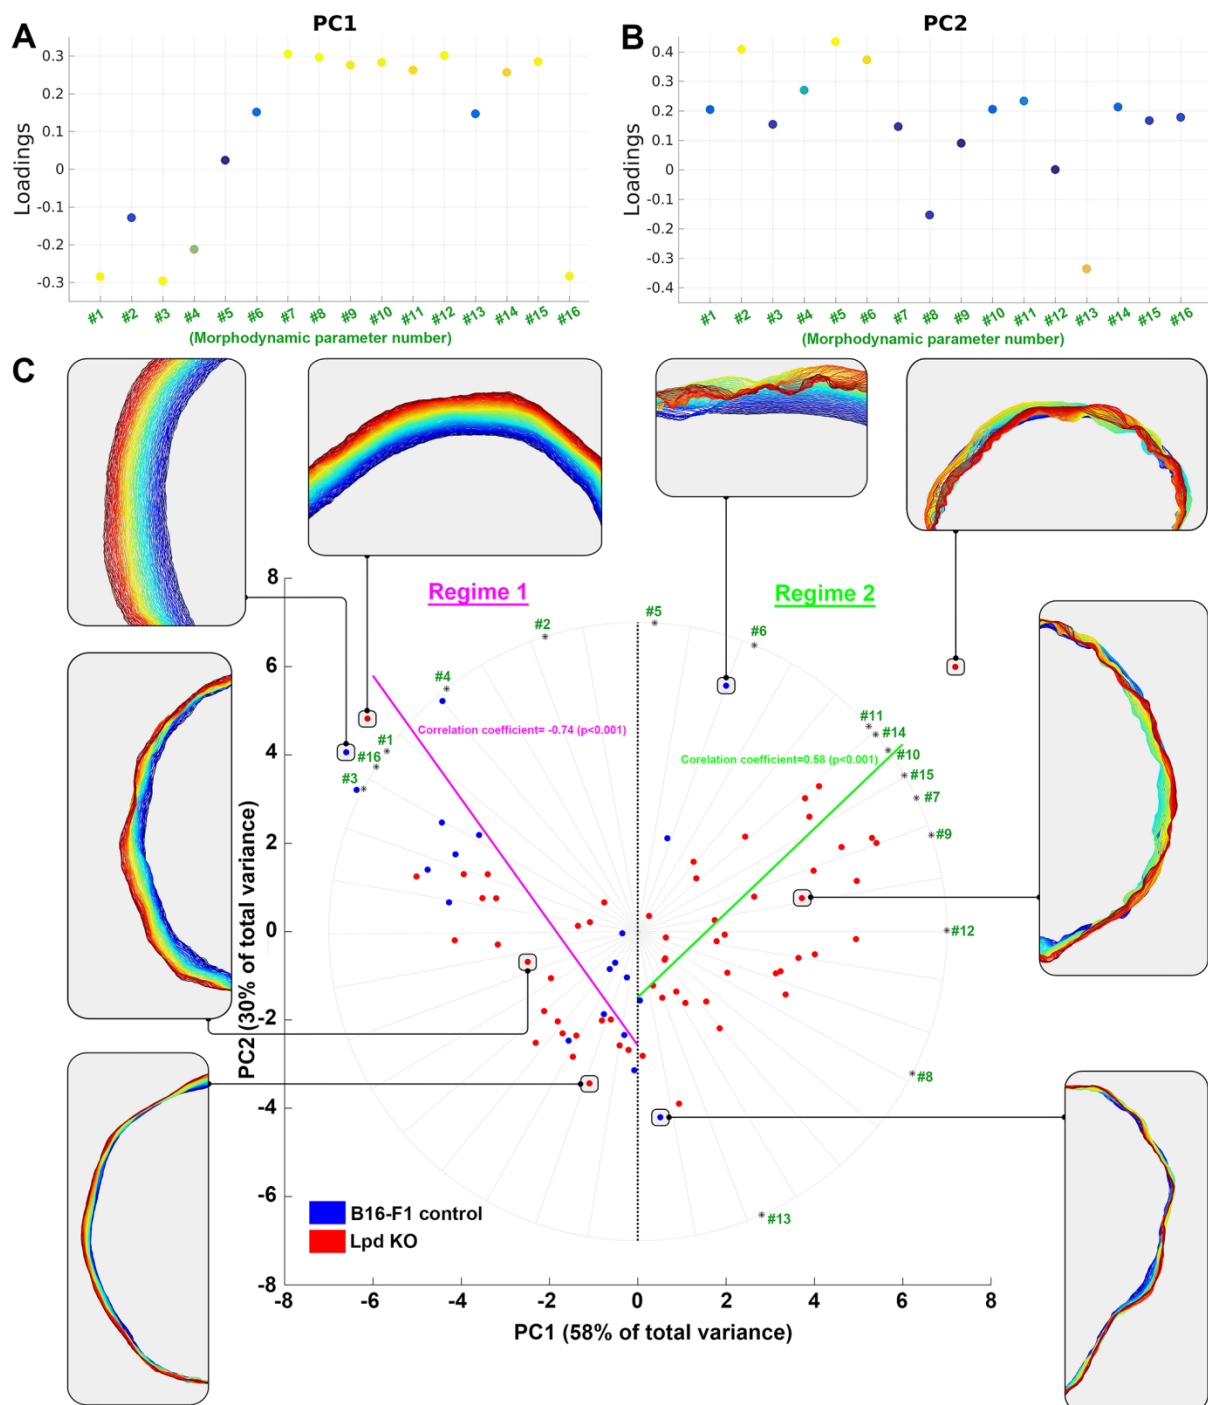 A
PC1
0.3
0.2
0.1
0
-0.1
-0.2
-0.3
Loadings
#1 #2 #3 #4 #5 #6 #7 #8 #9 #10 #11 #12 #13 #14 #15 #16
(Morphodynamic parameter number)
B
PC2
0.4
0.3
0.2
0.1
0
-0.1
-0.2
-0.3
-0.4
Loadings
#1 #2 #3 #4 #5 #6 #7 #8 #9 #10 #11 #12 #13 #14 #15 #16
(Morphodynamic parameter number)
C
Regime 1
Regime 2
8
6
4
2
0
-2
-4
-6
-8
PC2 (30% of total variance)
#5
#2
#6
#4
#11
#14
#1
#10
#16
#15
#3
#7
#9
#12
#8
#13
Correlation coefficient= -0.74 (p<0.001)
Corelation coefficient=0.58 (p<0.001)
B16-F1 control
Lpd KO
-8 -6 -4 -2 0 2 4 6 8
PC1 (58% of total variance)